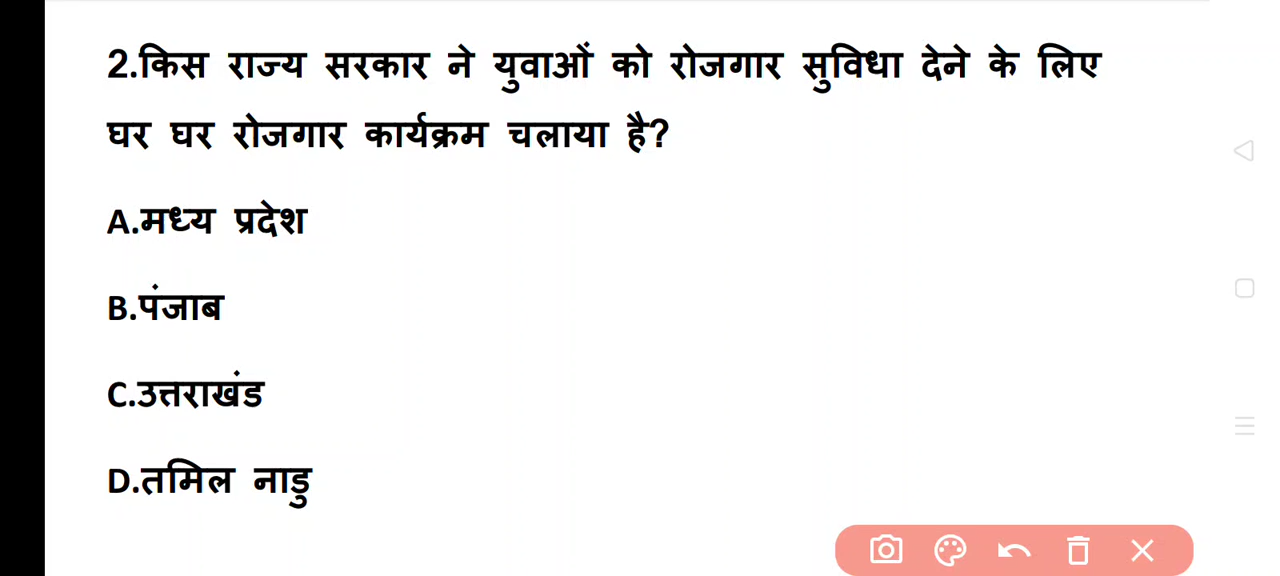 2.किस राज्य सरकार ने युवाओं को रोजगार सुविधा देने के लिए
घर घर रोजगार कार्यक्रम चलाया है?
A.मध्य प्रदेश
B.पंजाब
C.उत्तराखंड
D.तमिल नाडु